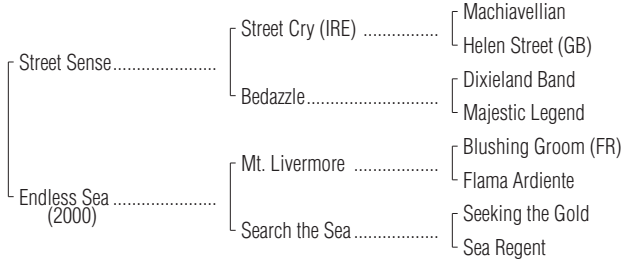 Machiavellian
Street Cry (IRE) ................
Helen Street (GB)
Street Sense......................
Dixieland Band
Bedazzle............................
Majestic Legend
Blushing Groom (FR)
Mt. Livermore ..................
Flama Ardiente
Endless Sea ......................
(2000)
Seeking the Gold
Search the Sea..................
Sea Regent